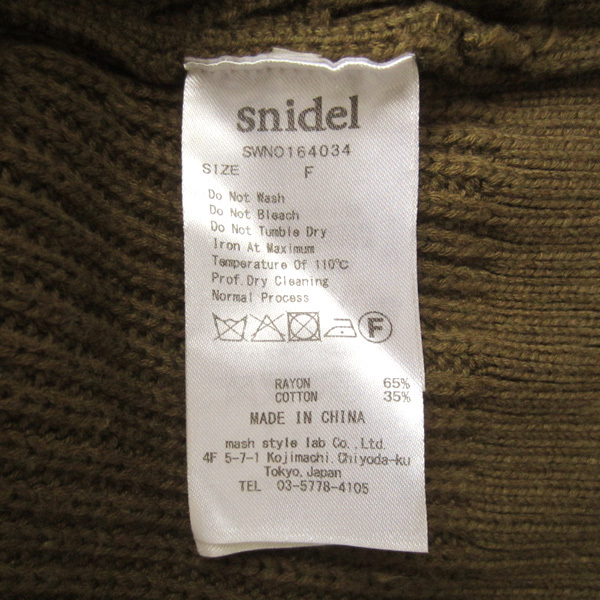 snidel
SWNO164034
SIZE F
Do Not Wash
Do Not Bleach
Do Not Tumble Dry
Iron At Maximum
Temperature Of 110℃
Prof.Dry Cleaning
Normal Process
F
RAYON 65%
COTTON 35%
MADE IN CHINA
mash style lab Co.,Ltd.
4F 5-7-1 Kojimachi,Chiyoda-ku
Tokyo,Japan
TEL 03-5778-4105